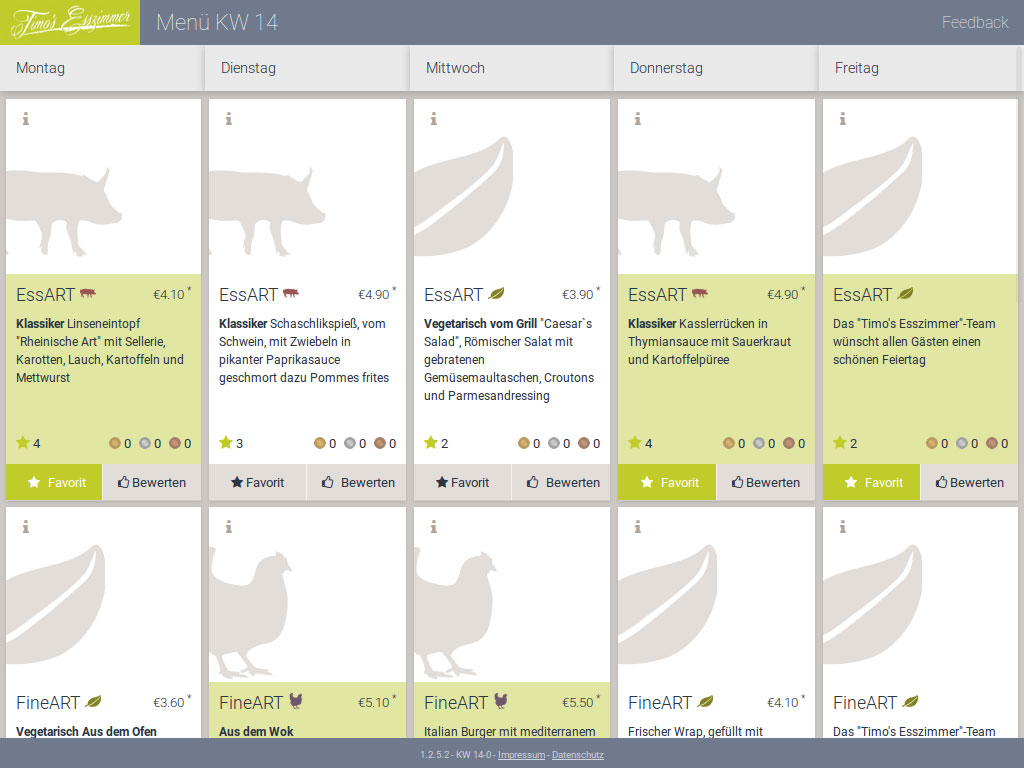 Timo's Esszimmer
Menü KW 14
Feedback
Montag
Dienstag
Mittwoch
Donnerstag
Freitag
EssART
€4.10 *
Klassiker Linseneintopf
"Rheinische Art" mit Sellerie,
Karotten, Lauch, Kartoffeln und
Mettwurst
4
0 0 0
Favorit
Bewerten
EssART
€4.90 *
Klassiker Schaschlikspieß, vom
Schwein, mit Zwiebeln in
pikanter Paprikasauce
geschmort dazu Pommes frites
3
0 0 0
Favorit
Bewerten
EssART
€3.90 *
Vegetarisch vom Grill "Caesar`s
Salad", Römischer Salat mit
gebratenen
Gemüsemaultaschen, Croutons
und Parmesandressing
2
0 0 0
Favorit
Bewerten
EssART
€4.90 *
Klassiker Kasslerrücken in
Thymiansauce mit Sauerkraut
und Kartoffelpüree
4
0 0 0
Favorit
Bewerten
EssART
Das "Timo's Esszimmer"-Team
wünscht allen Gästen einen
schönen Feiertag
2
0 0 0
Favorit
Bewerten
FineART
€3.60 *
Vegetarisch Aus dem Ofen
FineART
€5.10 *
Aus dem Wok
FineART
€5.50 *
Italian Burger mit mediterranem
FineART
€4.10 *
Frischer Wrap, gefüllt mit
FineART
Das "Timo's Esszimmer"-Team
1.2.5.2 - KW 14-0 - Impressum - Datenschutz